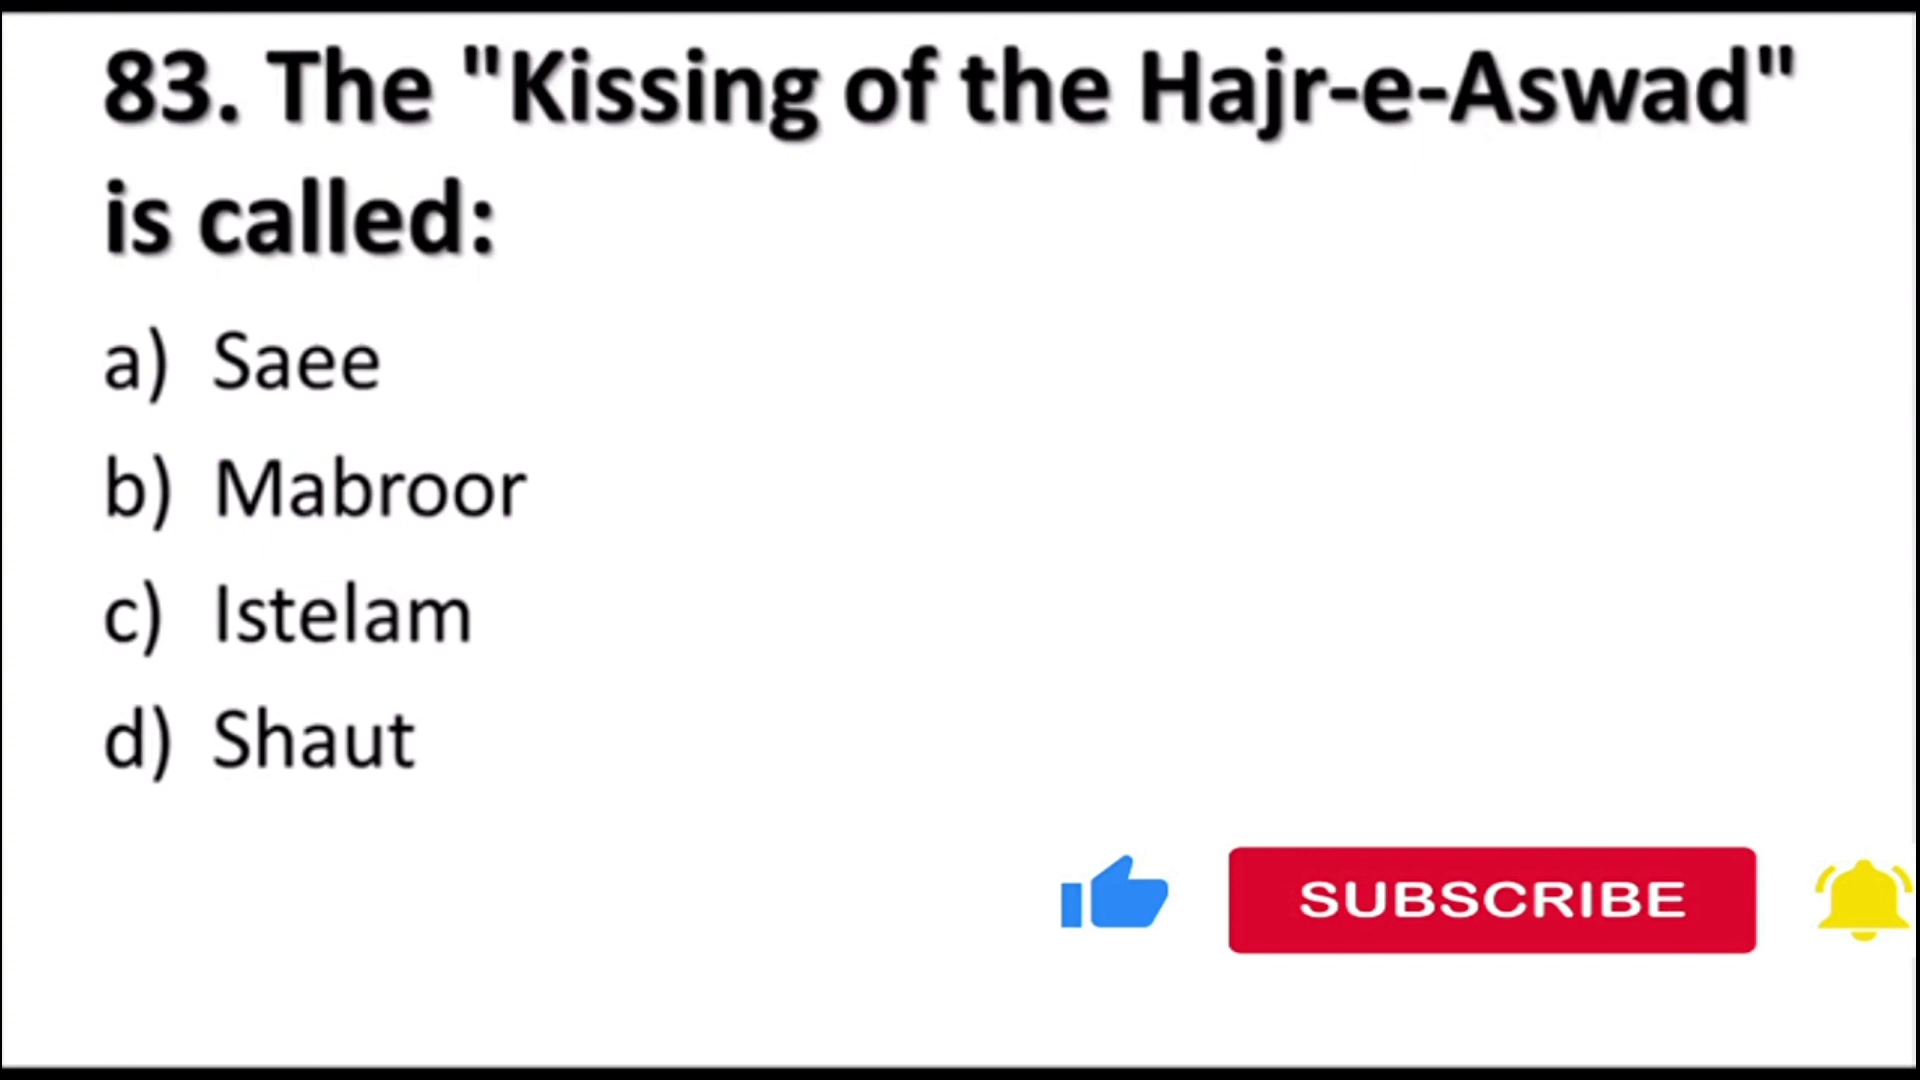 83. The "Kissing of the Hajr-e-Aswad"
is called:
a) Saee
b) Mabroor
c) Istelam
d) Shaut
SUBSCRIBE